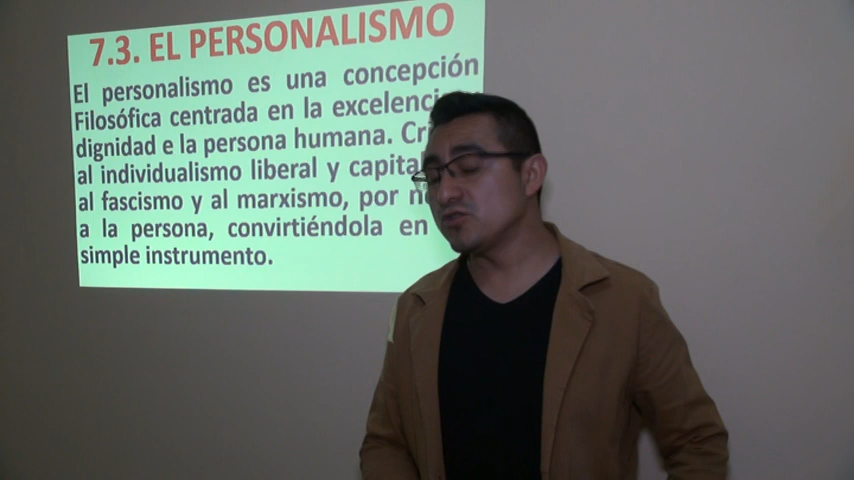 7.3. EL PERSONALISMO
El personalismo es una concepción
Filosófica centrada en la excelencia
dignidad e la persona humana.
al individualismo liberal y
al fascismo y al marxismo, por
a la persona, convirtiéndola en
simple instrumento.